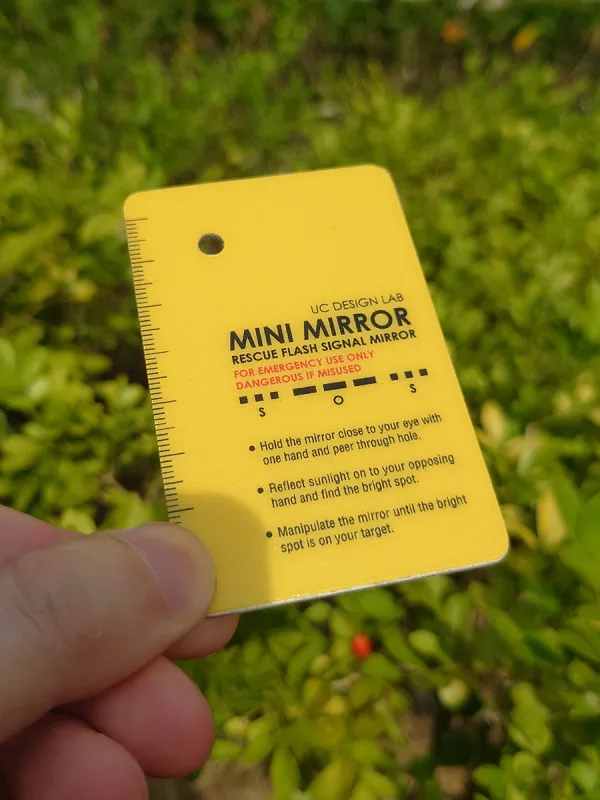 UC DESIGN LAB
MINI MIRROR
RESCUE FLASH SIGNAL MIRROR
FOR EMERGENCY USE ONLY
DANGEROUS IF MISUSED
S O S
• Hold the mirror close to your eye with
one hand and peer through hole.
• Reflect sunlight on to your opposing
hand and find the bright spot.
• Manipulate the mirror until the bright
spot is on your target.